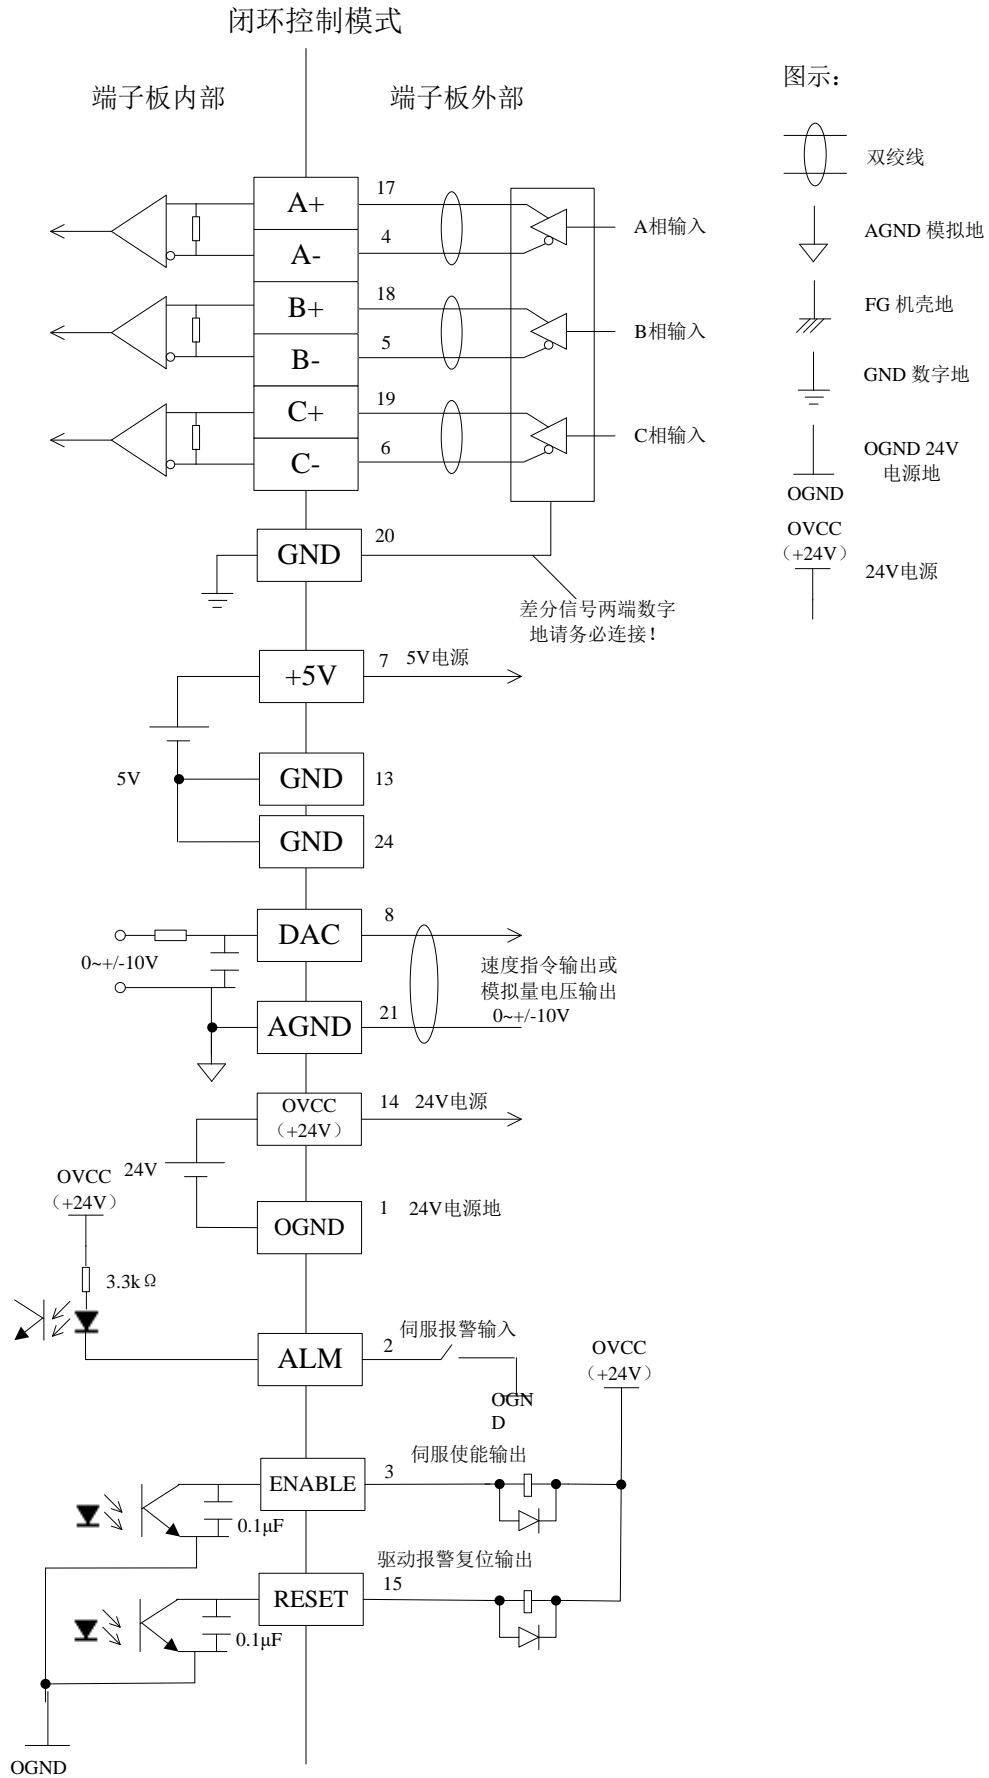 闭环控制模式
端子板内部
端子板外部
图示:
双绞线
AGND 模拟地
FG 机壳地
GND 数字地
OGND 24V
电源地
OGND
OVCC
(+24V)
24V电源
A+
17
A-
4
A相输入
B+
18
B-
5
B相输入
C+
19
C-
6
C相输入
GND
20
差分信号两端数字
地请务必连接!
+5V
7
5V电源
5V
GND
13
GND
24
DAC
8
0~+/-10V
速度指令输出或
模拟量电压输出
0~+/-10V
AGND
21
OVCC
(+24V)
14
24V电源
24V
OGND
1
24V电源地
OVCC
(+24V)
3.3kΩ
ALM
2
伺服报警输入
OGN
D
OVCC
(+24V)
ENABLE
3
伺服使能输出
0.1μF
RESET
15
驱动报警复位输出
0.1μF
OGND